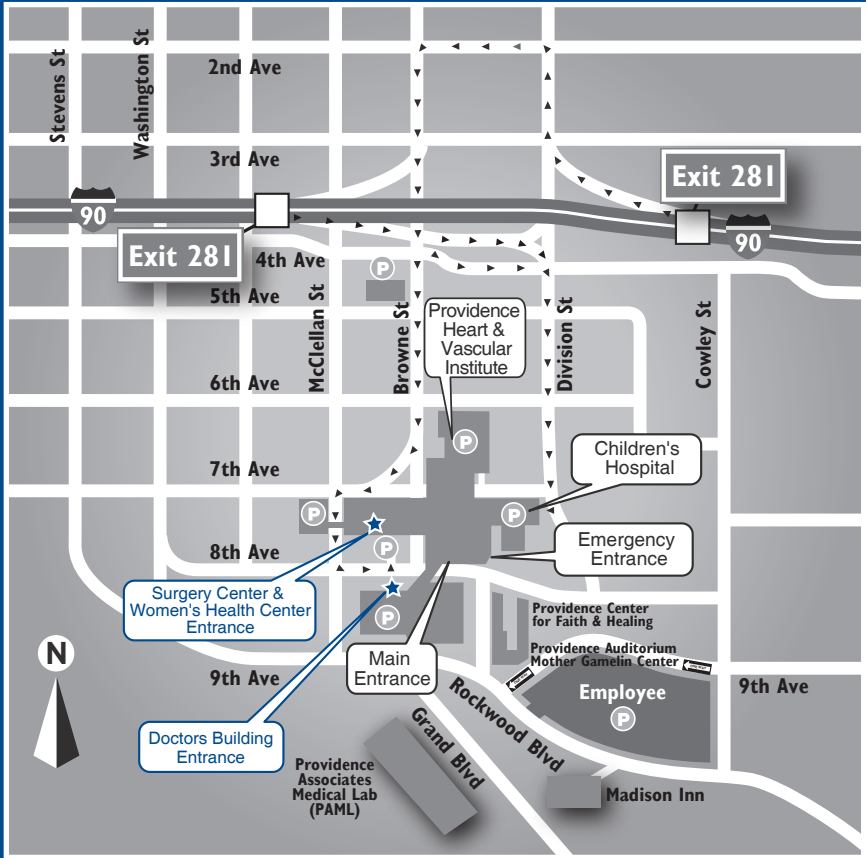 Stevens St
Washington St
2nd Ave
3rd Ave
Exit 281
90
90
Exit 281
4th Ave
P
5th Ave
McClellan St
Browne St
Division St
Cowley St
Providence
Heart &
Vascular
Institute
6th Ave
P
Children's
Hospital
7th Ave
P
P
Emergency
Entrance
8th Ave
P
Surgery Center &
Women's Health Center
Entrance
P
Providence Center
for Faith & Healing
Main
Entrance
Providence Auditorium
Mother Gamelin Center
N
9th Ave
9th Ave
Employee
P
Rockwood Blvd
Grand Blvd
Doctors Building
Entrance
Providence
Associates
Medical Lab
(PAML)
Madison Inn